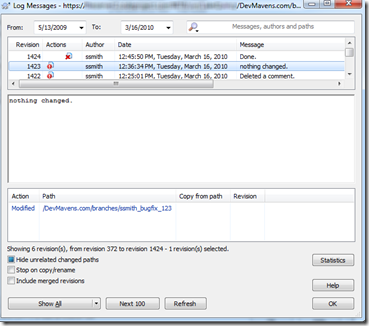 Log Messages - https:// /DevMavens.com/b...
From: 5/13/2009 To: 3/16/2010 Messages, authors and paths
Revision Actions Author Date Message
1424 ssmith 12:45:50 PM, Tuesday, March 16, 2010 Done.
1423 ssmith 12:36:34 PM, Tuesday, March 16, 2010 nothing changed.
1422 ssmith 12:25:01 PM, Tuesday, March 16, 2010 Deleted a comment.
nothing changed.
Action Path Copy from path Revision
Modified /DevMavens.com/branches/ssmith_bugfix_123
Showing 6 revision(s), from revision 372 to revision 1424 - 1 revision(s) selected.
Hide unrelated changed paths
Statistics
Stop on copy/rename
Include merged revisions
Help
Show All Next 100 Refresh OK